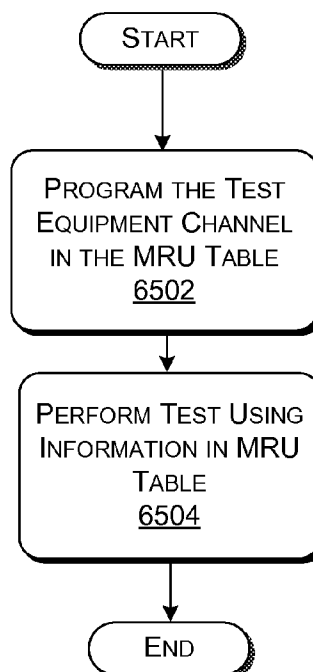 START
PROGRAM THE TEST
EQUIPMENT CHANNEL
IN THE MRU TABLE
6502
PERFORM TEST USING
INFORMATION IN MRU
TABLE
6504
END